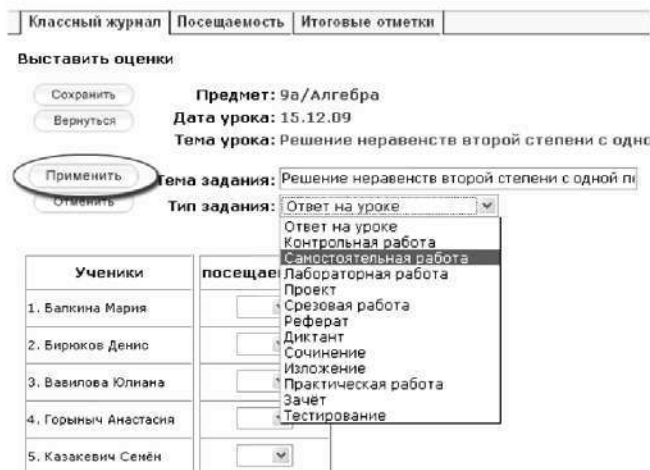 Классный журнал Посещаемость Итоговые отметки
Выставить оценки
Сохранить Предмет: 9а/Алгебра
Вернуться Дата урока: 15.12.09
Тема урока: Решение неравенств второй степени с одно
Применить Тема задания: Решение неравенств второй степени с одной п
Отменить Тип задания: Ответ на уроке
Ответ на уроке
Контрольная работа
Самостоятельная работа
Лабораторная работа
Проект
Срезовая работа
Реферат
Диктант
Сочинение
Изложение
Практическая работа
Зачёт
Тестирование
Ученики посещае
1. Балкина Мария
2. Бирюков Денис
3. Вавилова Юлиана
4. Горыныч Анастасия
5. Казакевич Семён